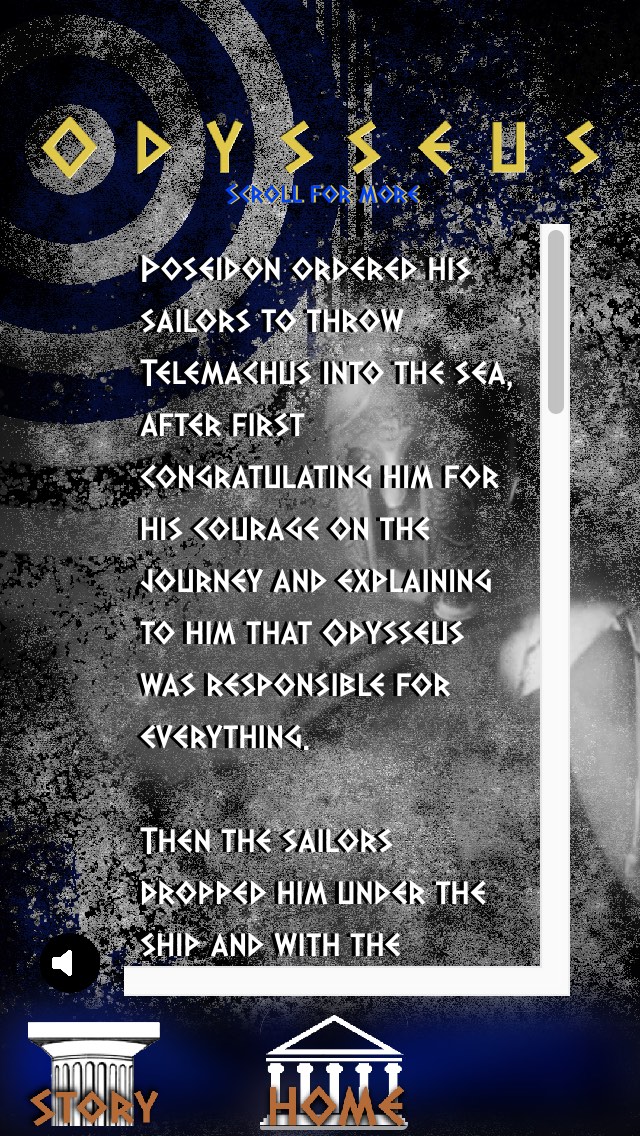 ODYSSEUS
SCROLL FOR MORE
POSEIDON ORDERED HIS
SAILORS TO THROW
TELEMACHUS INTO THE SEA,
AFTER FIRST
CONGRATULATING HIM FOR
HIS COURAGE ON THE
JOURNEY AND EXPLAINING
TO HIM THAT ODYSSEUS
WAS RESPONSIBLE FOR
EVERYTHING.
THEN THE SAILORS
DROPPED HIM UNDER THE
SHIP AND WITH THE
STORY
HOME